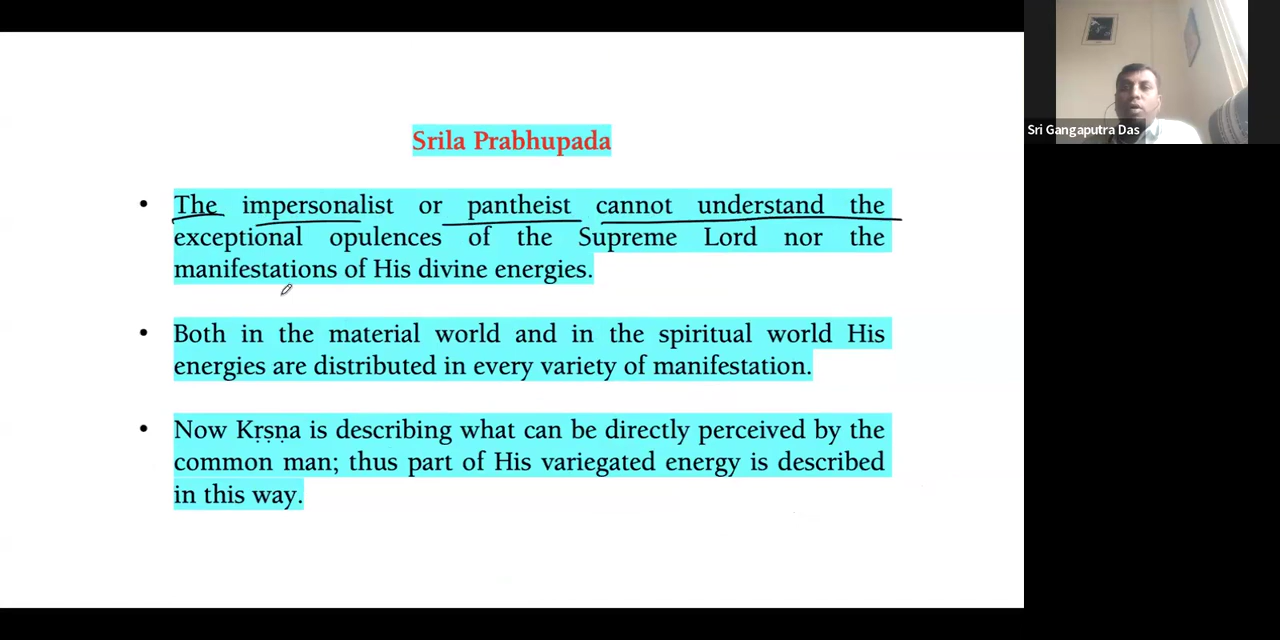 Srila Prabhupada
• The impersonalist or pantheist cannot understand the
exceptional opulences of the Supreme Lord nor the
manifestations of His divine energies.
• Both in the material world and in the spiritual world His
energies are distributed in every variety of manifestation.
• Now Kṛṣṇa is describing what can be directly perceived by the
common man; thus part of His variegated energy is described
in this way.
Sri Gangaputra Das